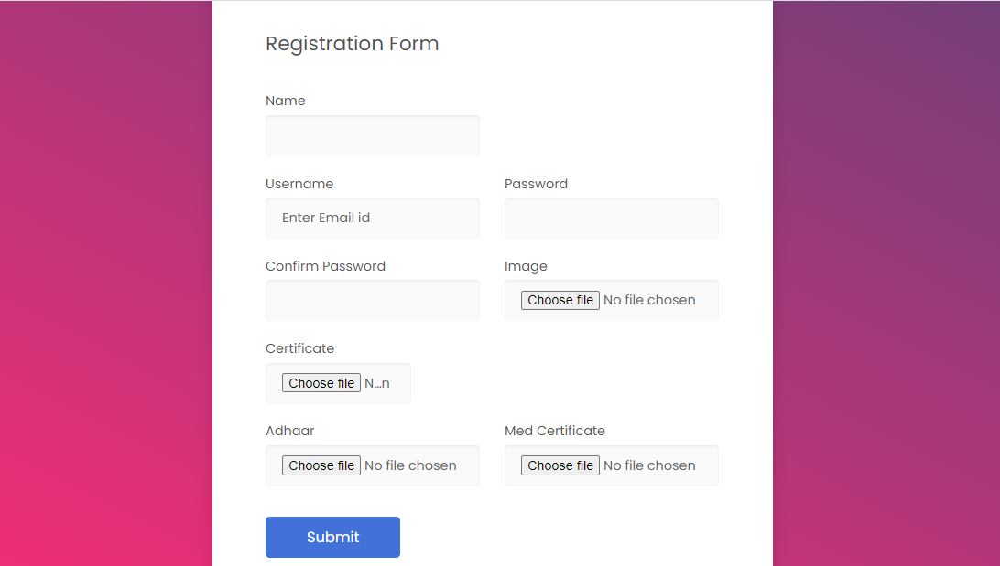 Registration Form
Name
Username Password
Enter Email id
Confirm Password Image
Choose file No file chosen
Certificate
Choose file N...n
Adhaar Med Certificate
Choose file No file chosen Choose file No file chosen
Submit